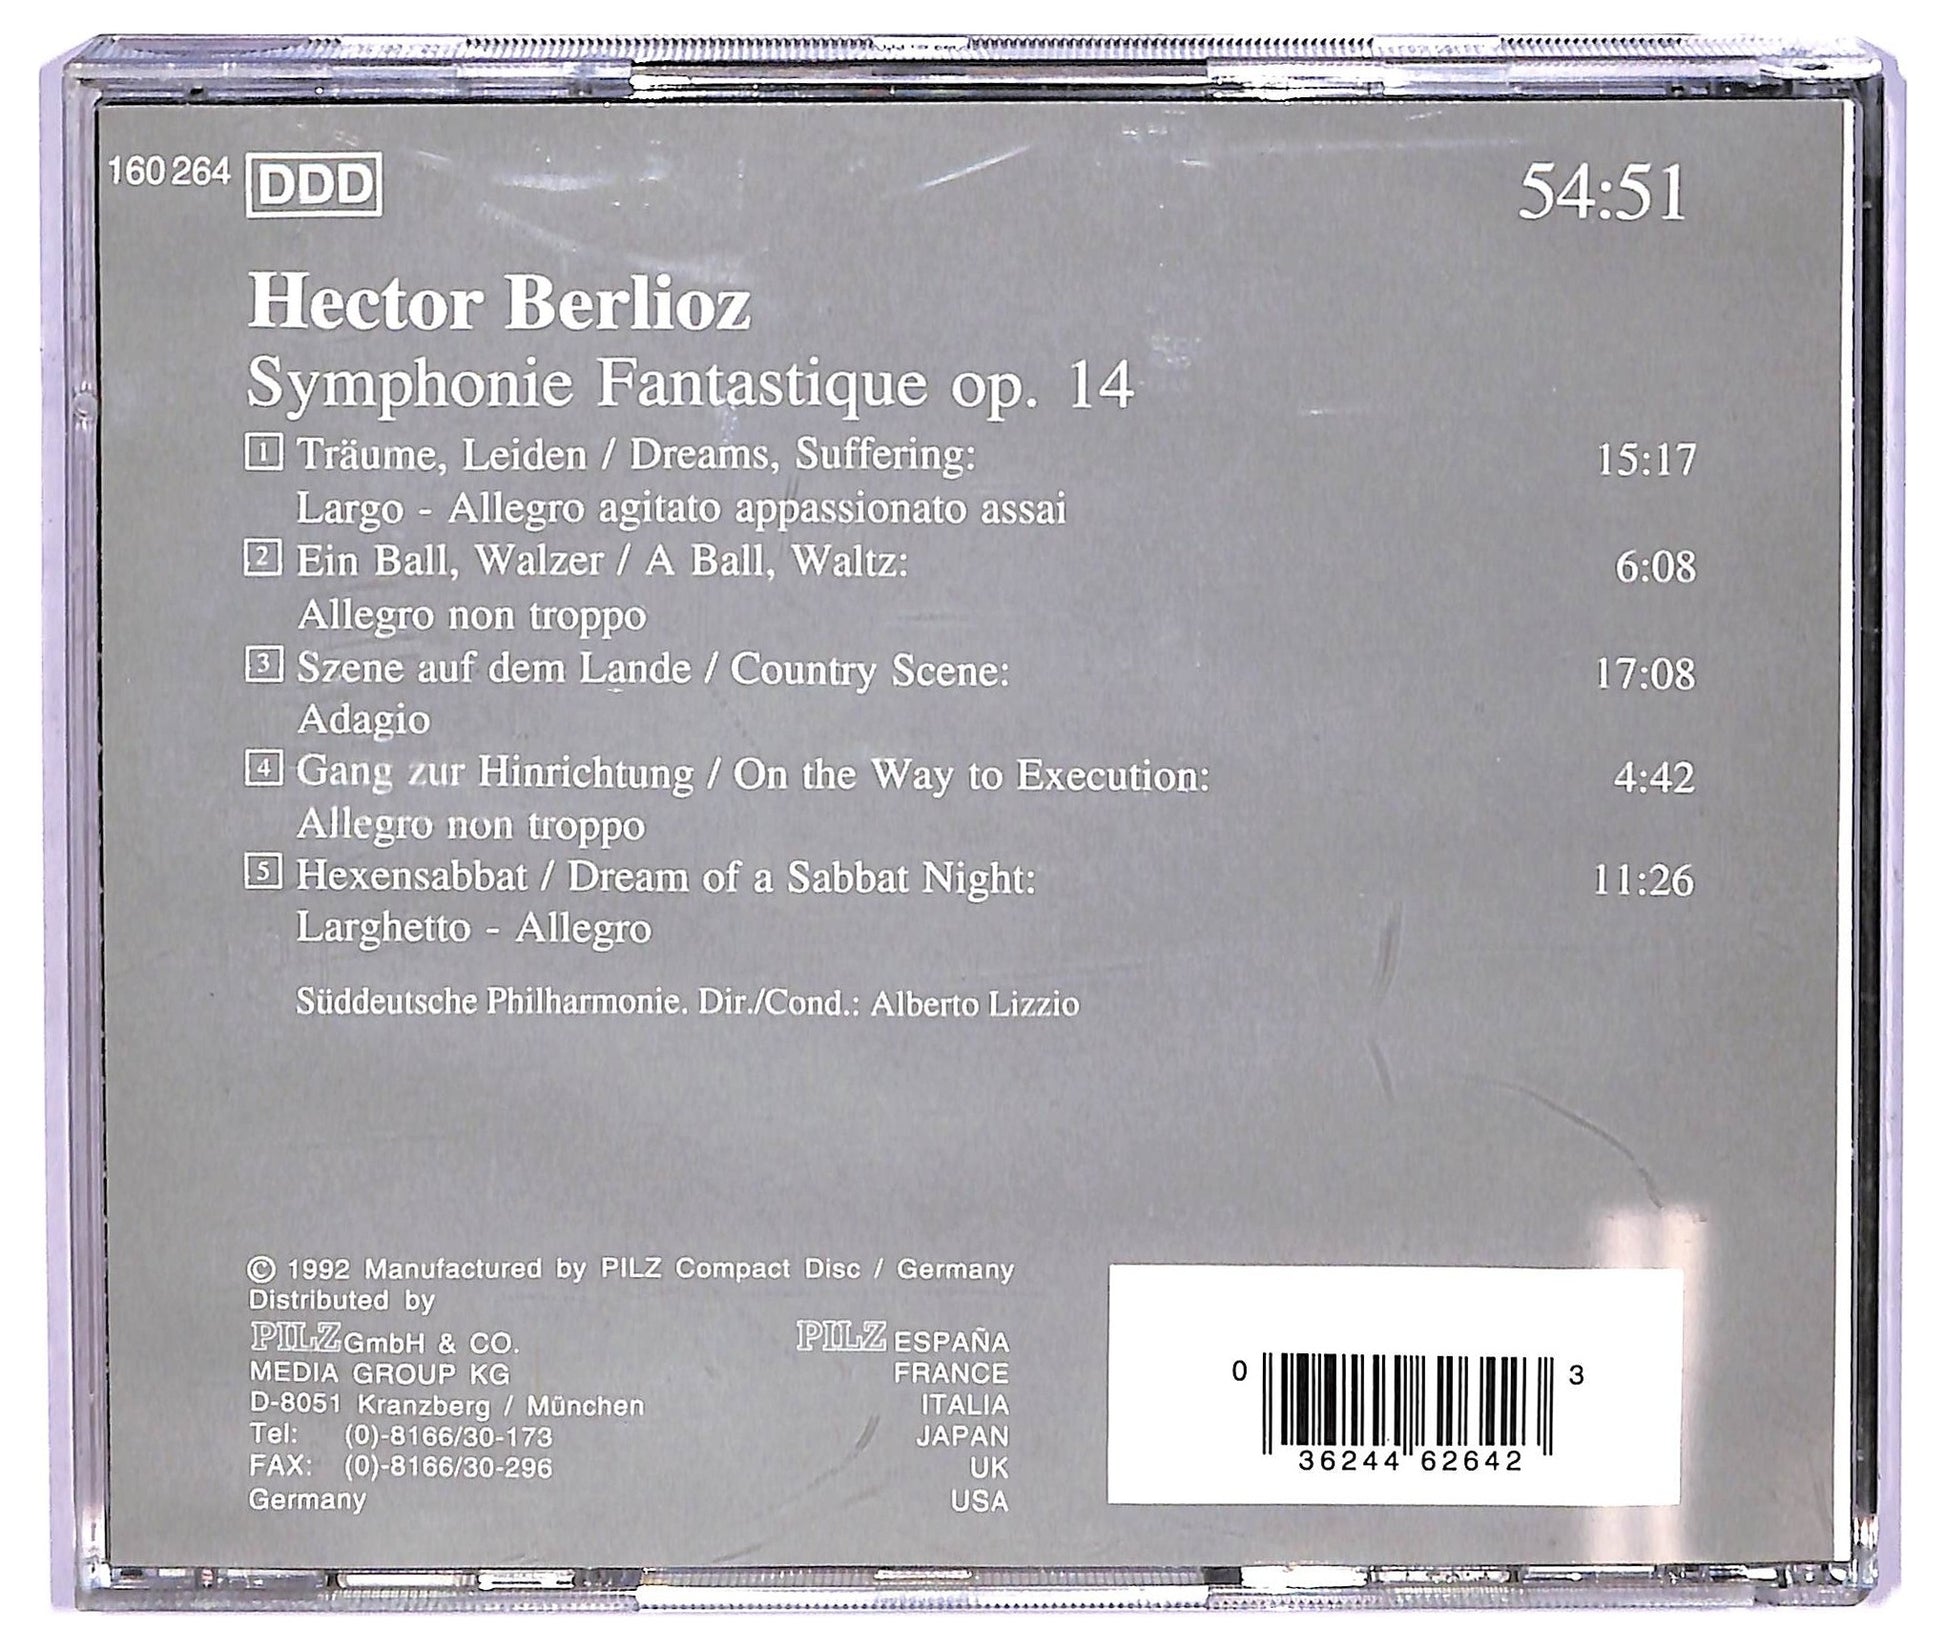 160 264 DDD 54:51
Hector Berlioz
Symphonie Fantastique op. 14
1 Träume, Leiden / Dreams, Suffering: 15:17
Largo - Allegro agitato appassionato assai
2 Ein Ball, Walzer / A Ball, Waltz: 6:08
Allegro non troppo
3 Szene auf dem Lande / Country Scene: 17:08
Adagio
4 Gang zur Hinrichtung / On the Way to Execution: 4:42
Allegro non troppo
5 Hexensabbat / Dream of a Sabbat Night: 11:26
Larghetto - Allegro
Süddeutsche Philharmonie. Dir./Cond.: Alberto Lizzio
© 1992 Manufactured by PILZ Compact Disc / Germany
Distributed by
PILZ GmbH & CO.
MEDIA GROUP KG
D-8051 Kranzberg / München
Tel: (0)-8166/30-173
FAX: (0)-8166/30-296
Germany
PILZ ESPAÑA
FRANCE
ITALIA
JAPAN
UK
USA
0 36244 62642 3